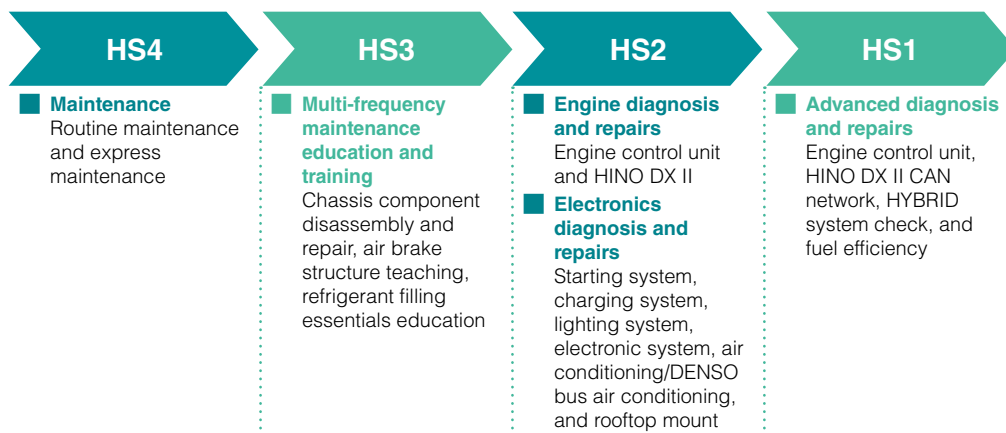 HS4
Maintenance
Routine maintenance
and express
maintenance
HS3
Multi-frequency
maintenance
education and
training
Chassis component
disassembly and
repair, air brake
structure teaching,
refrigerant filling
essentials education
HS2
Engine diagnosis
and repairs
Engine control unit
and HINO DX II
Electronics
diagnosis and
repairs
Starting system,
charging system,
lighting system,
electronic system, air
conditioning/DENSO
bus air conditioning,
and rooftop mount
HS1
Advanced diagnosis
and repairs
Engine control unit,
HINO DX II CAN
network, HYBRID
system check, and
fuel efficiency